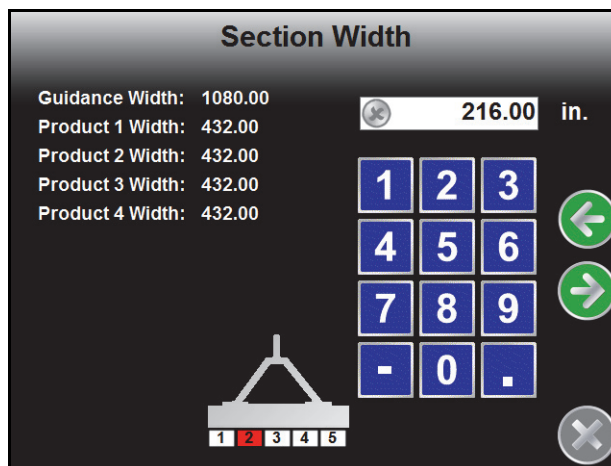 Section Width
Guidance Width: 1080.00
Product 1 Width: 432.00
Product 2 Width: 432.00
Product 3 Width: 432.00
Product 4 Width: 432.00
216.00 in.
1 2 3
4 5 6
7 8 9
- 0 .
1 2 3 4 5